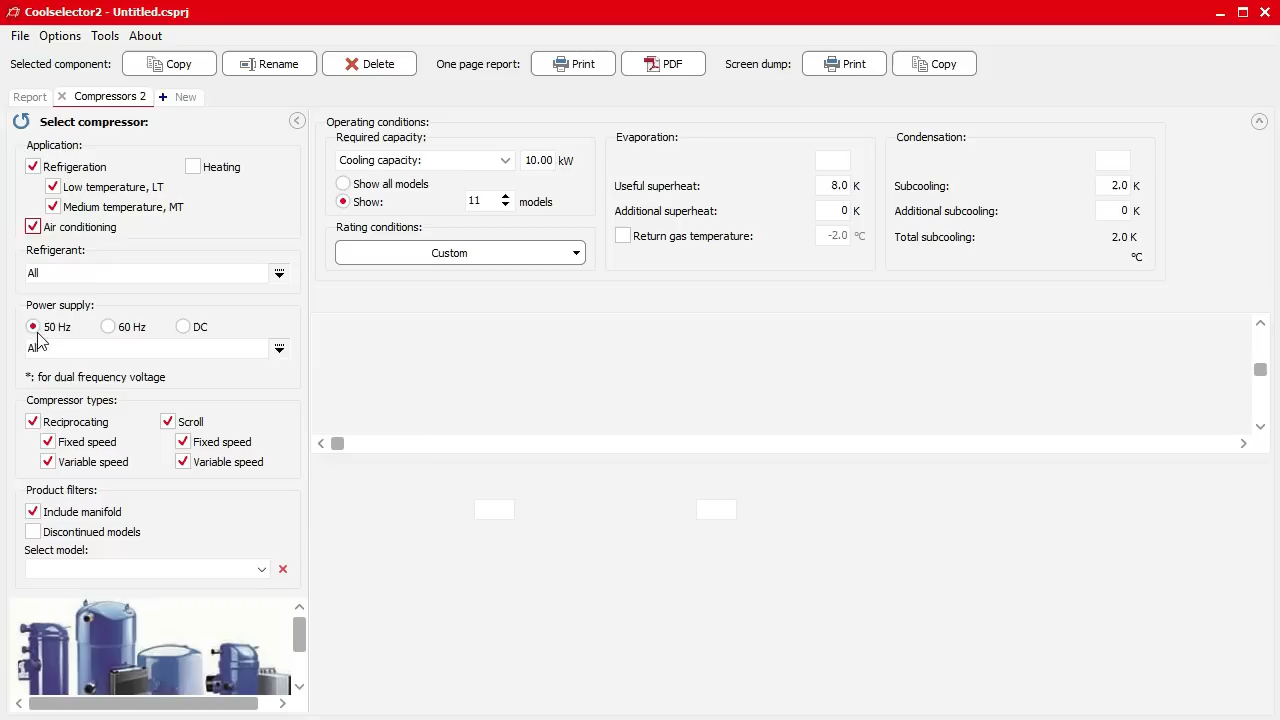 Coolselector2 - Untitled.csprj
File Options Tools About
Selected component: Copy Rename Delete One page report: Print PDF Screen dump: Print Copy
Report Compressors 2 New
Select compressor:
Application:
Refrigeration Heating
Low temperature, LT
Medium temperature, MT
Air conditioning
Refrigerant:
All
Power supply:
50 Hz 60 Hz DC
All
*: for dual frequency voltage
Compressor types:
Reciprocating Scroll
Fixed speed Fixed speed
Variable speed Variable speed
Product filters:
Include manifold
Discontinued models
Select model:
Operating conditions:
Required capacity:
Cooling capacity: 10.00 kW
Show all models
Show: 11 models
Rating conditions:
Custom
Evaporation:
Useful superheat: 8.0 K
Additional superheat: 0 K
Return gas temperature: -2.0 °C
Condensation:
Subcooling: 2.0 K
Additional subcooling: 0 K
Total subcooling: 2.0 K
°C